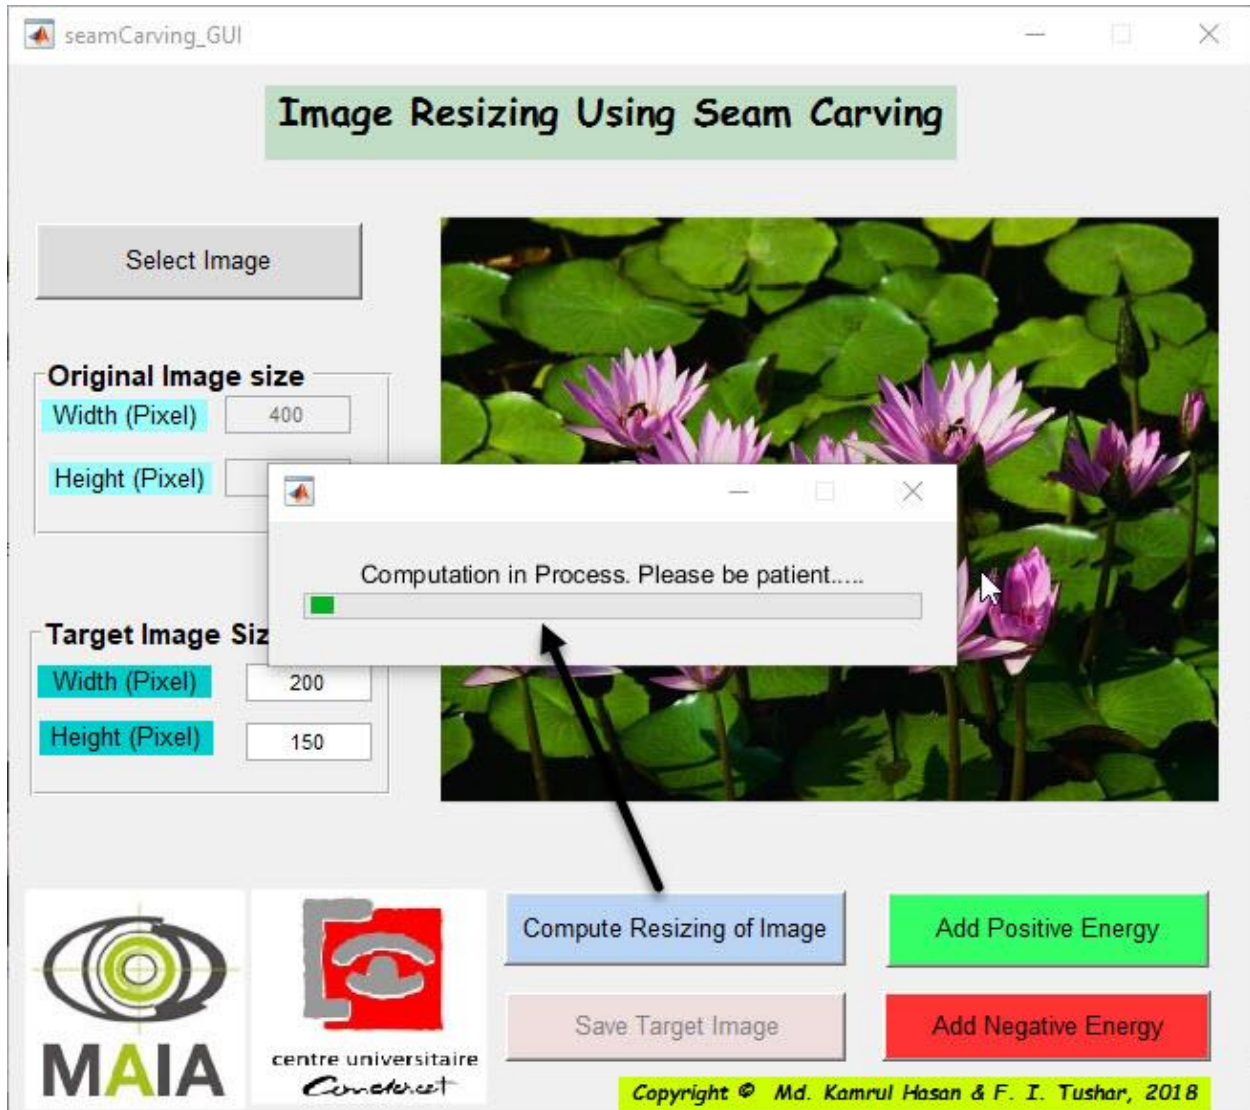 seamCarving_GUI
Image Resizing Using Seam Carving
Select Image
Original Image size
Width (Pixel) 400
Height (Pixel)
Computation in Process. Please be patient.....
Target Image Siz
Width (Pixel) 200
Height (Pixel) 150
Compute Resizing of Image
Add Positive Energy
Save Target Image
Add Negative Energy
MAIA
centre universitaire
Condorcet
Copyright © Md. Kamrul Hasan & F. I. Tushar, 2018